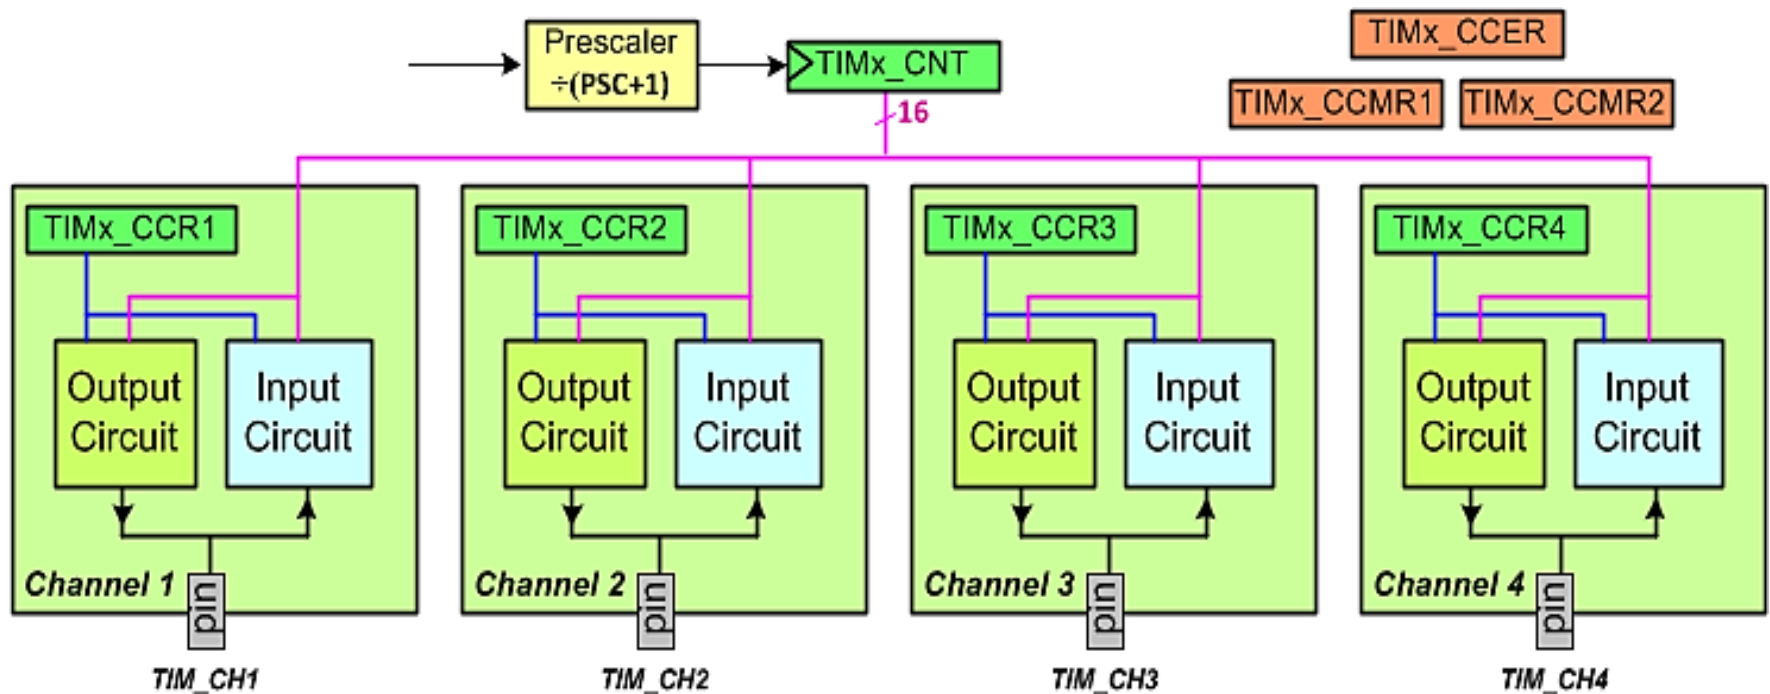 Prescaler
÷(PSC+1)
TIMx_CNT
16
TIMx_CCER
TIMx_CCMR1
TIMx_CCMR2
TIMx_CCR1
Output
Circuit
Input
Circuit
Channel 1
pin
TIM_CH1
TIMx_CCR2
Output
Circuit
Input
Circuit
Channel 2
pin
TIM_CH2
TIMx_CCR3
Output
Circuit
Input
Circuit
Channel 3
pin
TIM_CH3
TIMx_CCR4
Output
Circuit
Input
Circuit
Channel 4
pin
TIM_CH4